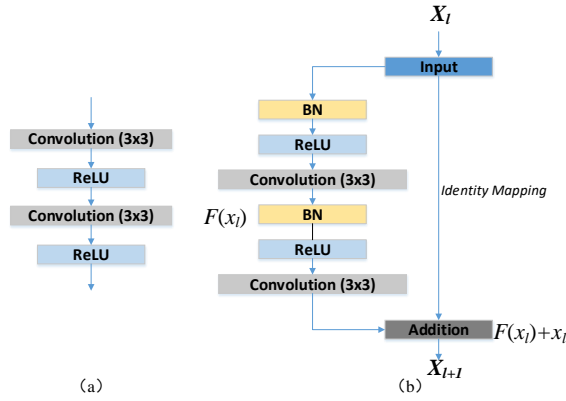 Convolution (3x3)
ReLU
Convolution (3x3)
ReLU
(a)
X_l
Input
BN
ReLU
Convolution (3x3)
BN
ReLU
Convolution (3x3)
F(x_l)
Identity Mapping
Addition
F(x_l)+x_l
X_{l+1}
(b)